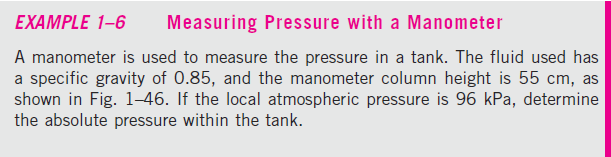 EXAMPLE 1–6 Measuring Pressure with a Manometer
A manometer is used to measure the pressure in a tank. The fluid used has
a specific gravity of 0.85, and the manometer column height is 55 cm, as
shown in Fig. 1–46. If the local atmospheric pressure is 96 kPa, determine
the absolute pressure within the tank.